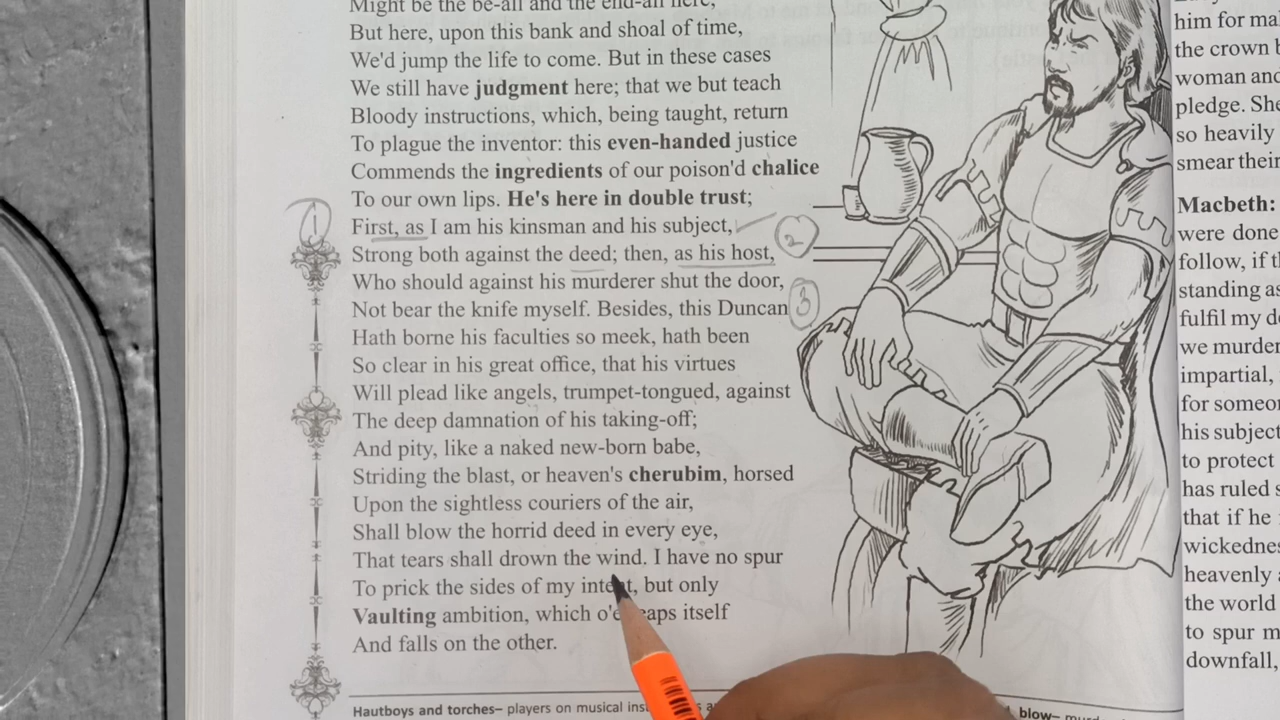 Might be the be-all and the end-all here,
But here, upon this bank and shoal of time,
We'd jump the life to come. But in these cases
We still have judgment here; that we but teach
Bloody instructions, which, being taught, return
To plague the inventor: this even-handed justice
Commends the ingredients of our poison'd chalice
To our own lips. He's here in double trust;
1
First, as I am his kinsman and his subject,
2
Strong both against the deed; then, as his host,
Who should against his murderer shut the door,
Not bear the knife myself. Besides, this Duncan
3
Hath borne his faculties so meek, hath been
So clear in his great office, that his virtues
Will plead like angels, trumpet-tongued, against
The deep damnation of his taking-off;
And pity, like a naked new-born babe,
Striding the blast, or heaven's cherubim, horsed
Upon the sightless couriers of the air,
Shall blow the horrid deed in every eye,
That tears shall drown the wind. I have no spur
To prick the sides of my intent, but only
Vaulting ambition, which itself
And falls on the other.
Hautboys and torches– players on musical
blow–
him for
the crown
woman and
pledge. She
so heavily
smear their
Macbeth:
were done
follow, if
standing as
fulfil my
we murder
impartial,
for
his subject
to protect
has ruled
that if he
wickedness
heavenly
the world
to spur
downfall,